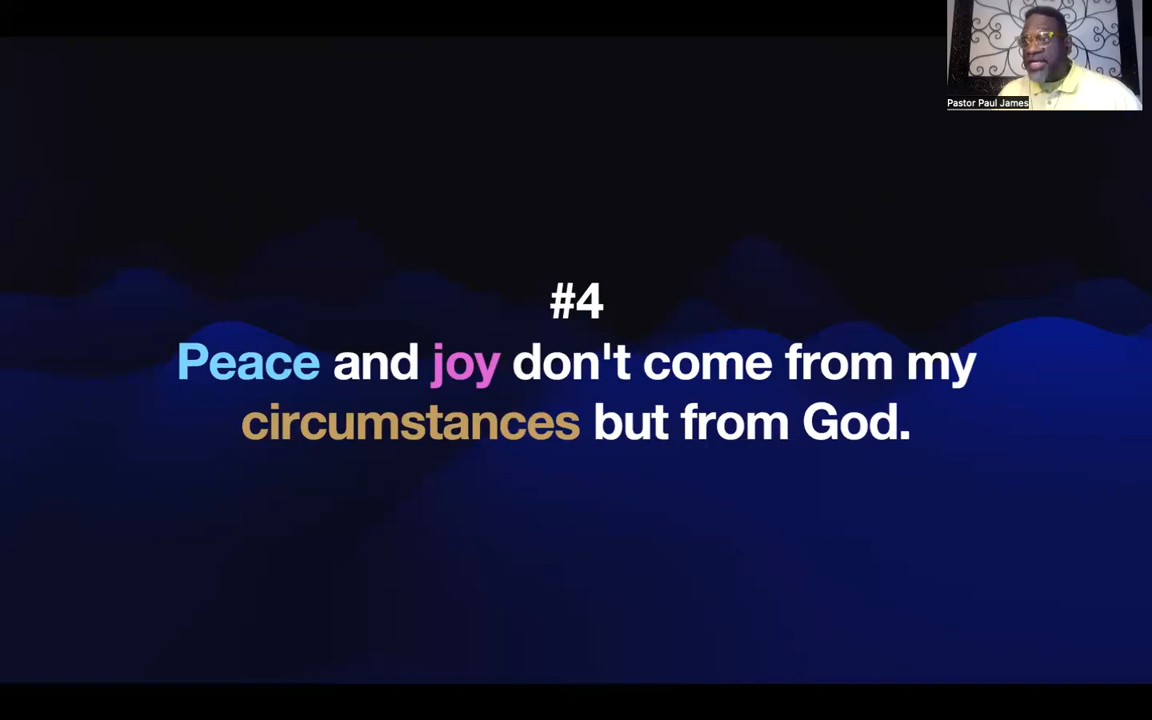 Pastor Paul James
#4
Peace and joy don't come from my
circumstances but from God.